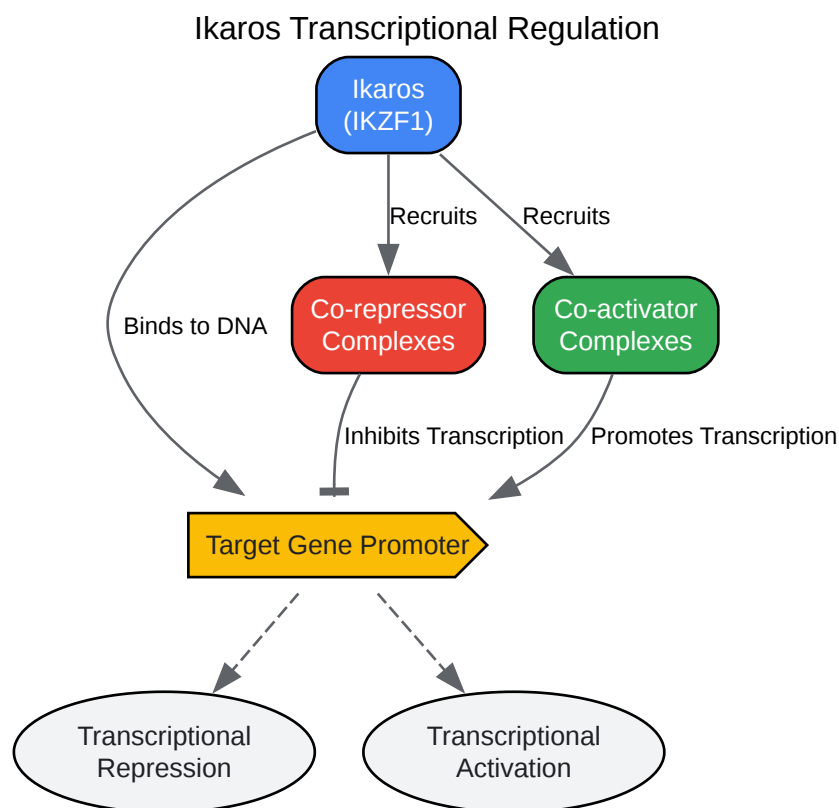 Ikaros Transcriptional Regulation
Ikaros
(IKZF1)
Recruits
Recruits
Binds to DNA
Co-repressor
Complexes
Co-activator
Complexes
Inhibits Transcription
Promotes Transcription
Target Gene Promoter
Transcriptional
Repression
Transcriptional
Activation